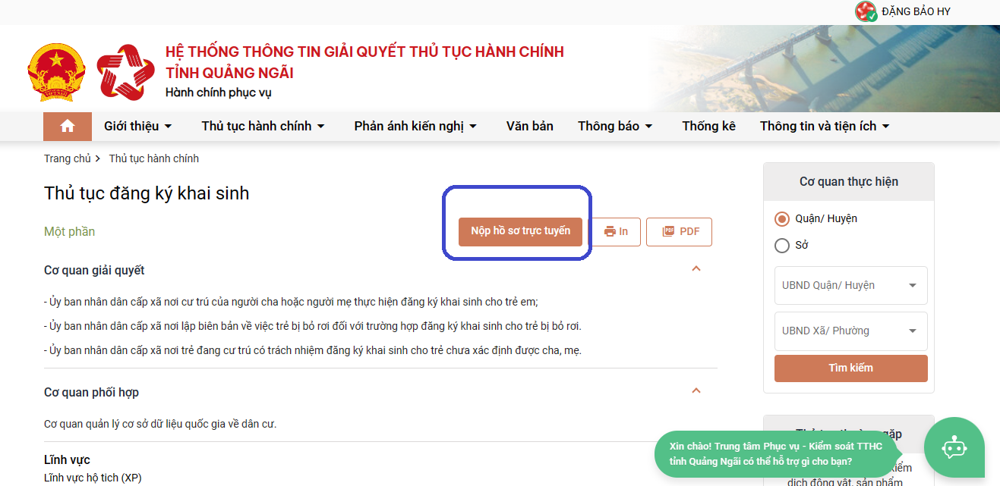 ĐẶNG BẢO HY
HỆ THỐNG THÔNG TIN GIẢI QUYẾT THỦ TỤC HÀNH CHÍNH
TỈNH QUẢNG NGÃI
Hành chính phục vụ
VIỆT NAM
Giới thiệu
Thủ tục hành chính
Phản ánh kiến nghị
Văn bản
Thông báo
Thống kê
Thông tin và tiện ích
Trang chủ
Thủ tục hành chính
Thủ tục đăng ký khai sinh
Một phần
Nộp hồ sơ trực tuyến
In
PDF
PDF
Cơ quan giải quyết
- Ủy ban nhân dân cấp xã nơi cư trú của người cha hoặc người mẹ thực hiện đăng ký khai sinh cho trẻ em;
- Ủy ban nhân dân cấp xã nơi lập biên bản về việc trẻ bị bỏ rơi đối với trường hợp đăng ký khai sinh cho trẻ bị bỏ rơi.
- Ủy ban nhân dân cấp xã nơi trẻ đang cư trú có trách nhiệm đăng ký khai sinh cho trẻ chưa xác định được cha, mẹ.
Cơ quan phối hợp
Cơ quan quản lý cơ sở dữ liệu quốc gia về dân cư.
Lĩnh vực
Lĩnh vực hộ tịch (XP)
Cơ quan thực hiện
Quận/ Huyện
Sở
UBND Quận/ Huyện
UBND Xã/ Phường
Tìm kiếm
gặp
Xin chào! Trung tâm Phục vụ - Kiểm soát TTHC
tỉnh Quảng Ngãi có thể hỗ trợ gì cho bạn?
kiểm
dịch động vật, sản phẩm